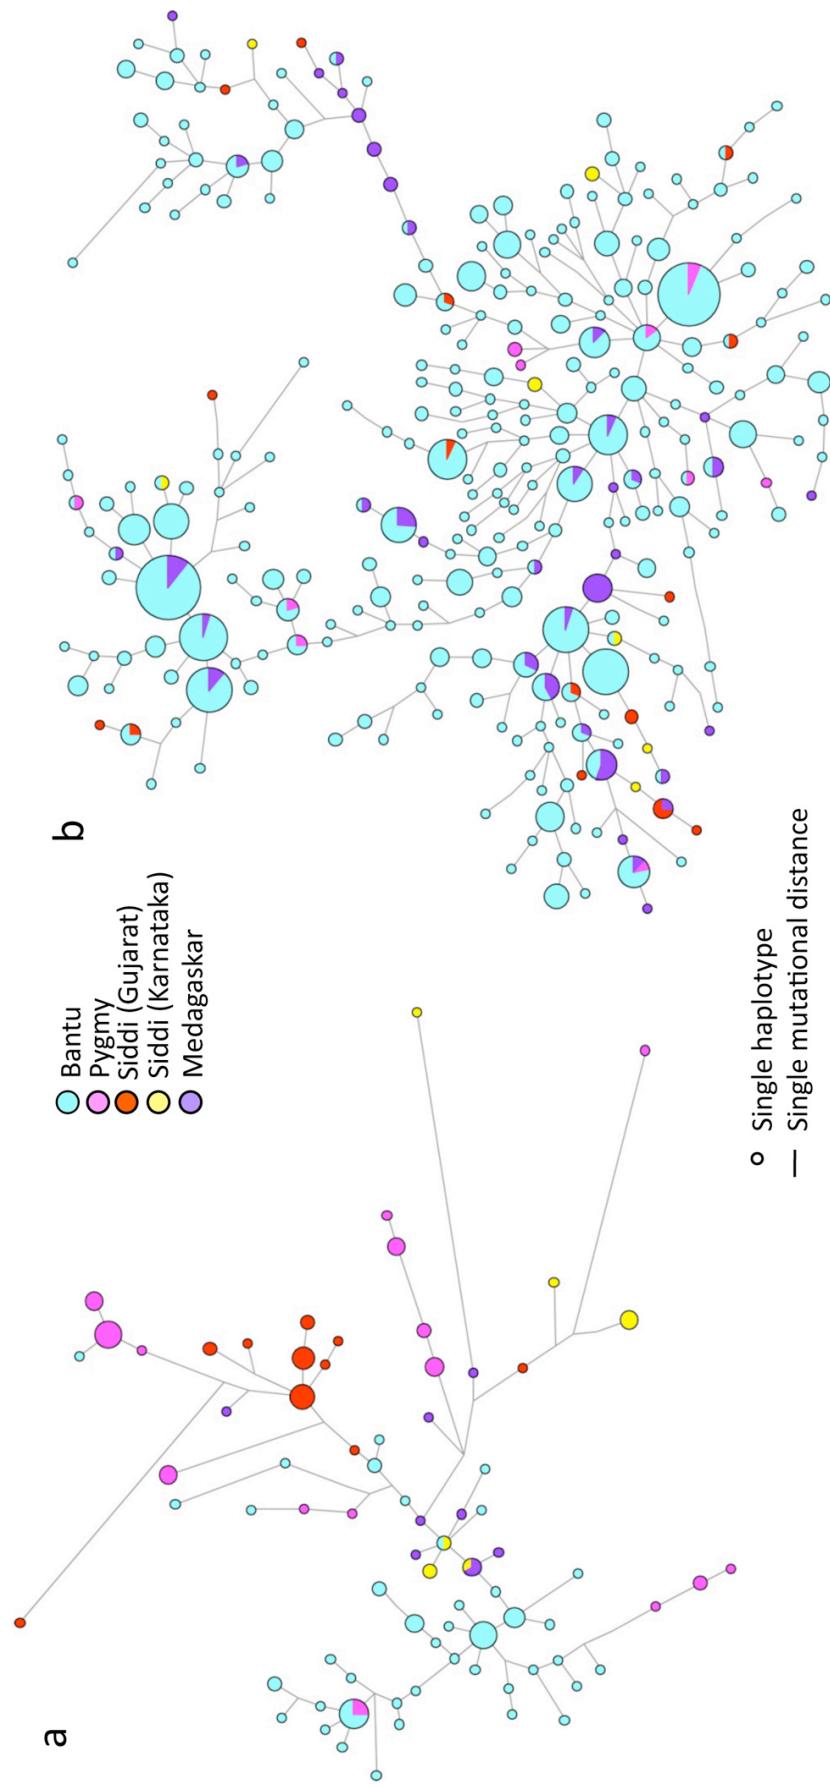 a
b
Bantu
Pygmy
Siddi (Gujarat)
Siddi (Karnataka)
Medagaskar
Single haplotype
Single mutational distance